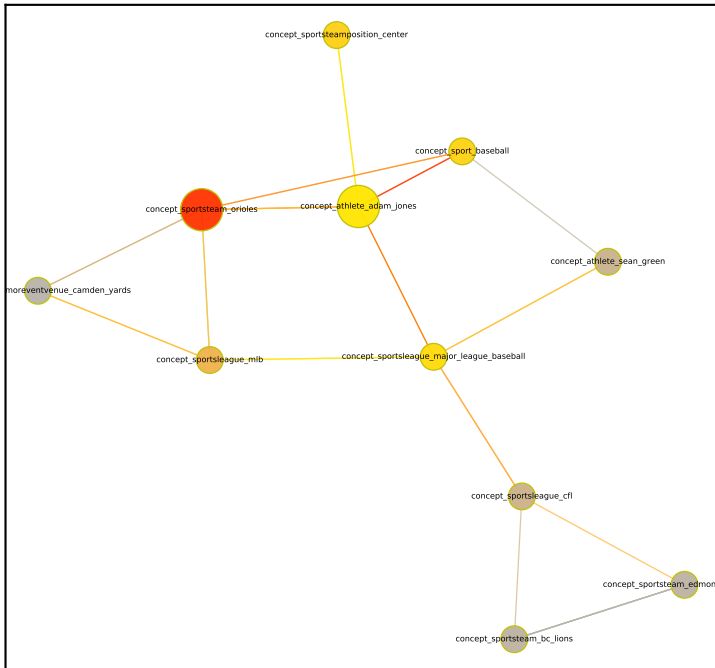 concept_sportsteamposition_center
concept_sport_baseball
concept_sportsteam_orioles
concept_athlete_adam_jones
concept_athlete_sean_green
moreventvenue_camden_yards
concept_sportsleague_mlb
concept_sportsleague_major_league_baseball
concept_sportsleague_cfl
concept_sportsteam_edmon
concept_sportsteam_bc_lions